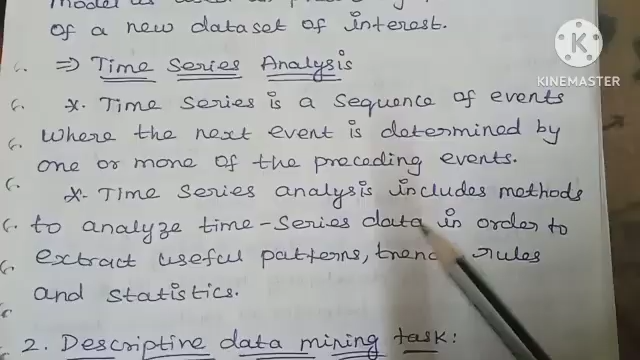 of a new dataset of interest.
⇒ Time Series Analysis
K
KINEMASTER
*. Time Series is a sequence of events
where the next event is determined by
one or more of the preceding events.
*. Time Series analysis includes methods
to analyze time-series data in order to
extract useful patterns, trend rules
and statistics.
2. Descriptive data mining task: